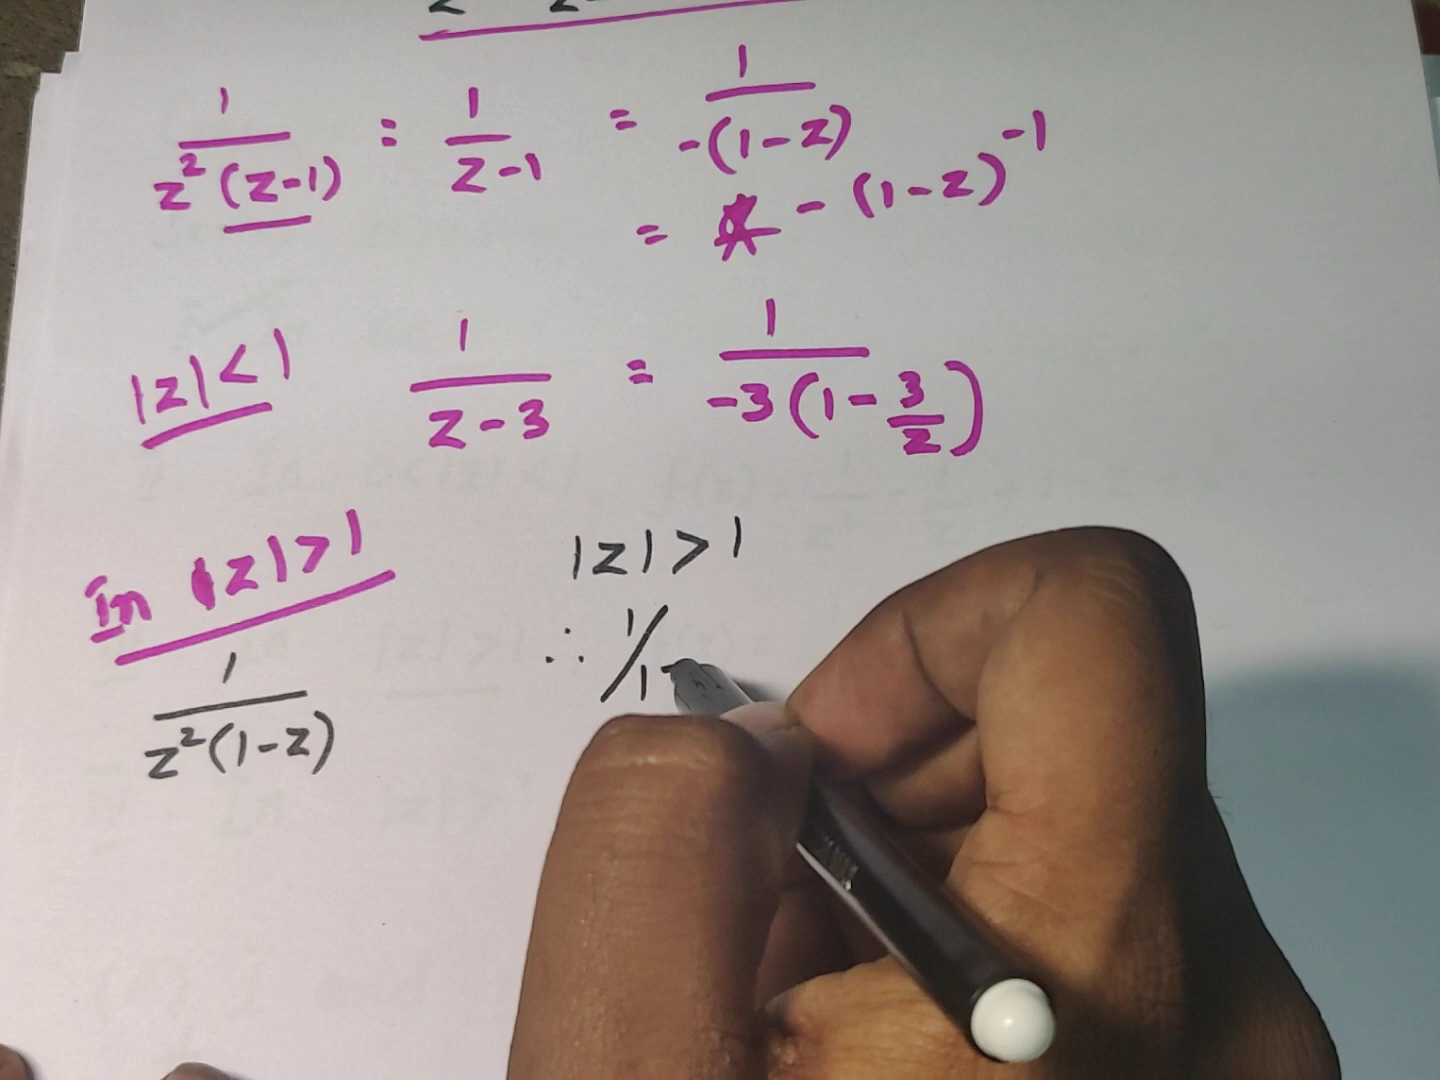 1/(z²(z-1)) = 1/(z-1) = 1/(-(1-z))
= -(1-z)⁻¹
|z|<1 1/(z-3) = 1/(-3(1-3/z))
In |z|>1 |z|>1
1/(z²(1-z)) ∴ 1/1